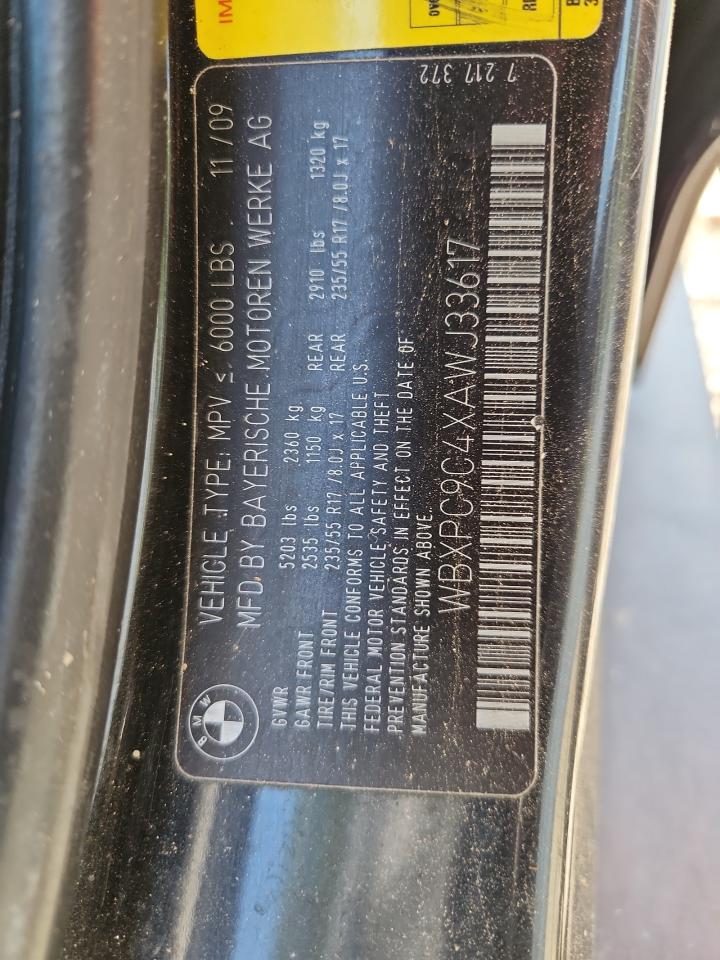 IM
7 217 372
BMW
VEHICLE TYPE: MPV ≤ 6000 LBS 11/09
MFD BY BAYERISCHE MOTOREN WERKE AG
GVWR 5203 lbs 2360 kg
GAWR FRONT 2535 lbs 1150 kg REAR 2910 lbs 1320 kg
TIRE/RIM FRONT 235/55 R17 /8.0J x 17 REAR 235/55 R17 /8.0J x 17
THIS VEHICLE CONFORMS TO ALL APPLICABLE U.S.
FEDERAL MOTOR VEHICLE SAFETY AND THEFT
PREVENTION STANDARDS IN EFFECT ON THE DATE OF
MANUFACTURE SHOWN ABOVE.
WBXPC9C4XAWJ33617